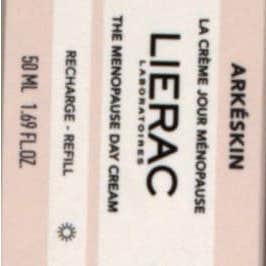 ARKÉSKIN
LA CRÈME JOUR MÉNOPAUSE
LIERAC
LABORATOIRES
THE MENOPAUSE DAY CREAM
RECHARGE - REFILL
50 ML 1.69 FL.OZ.